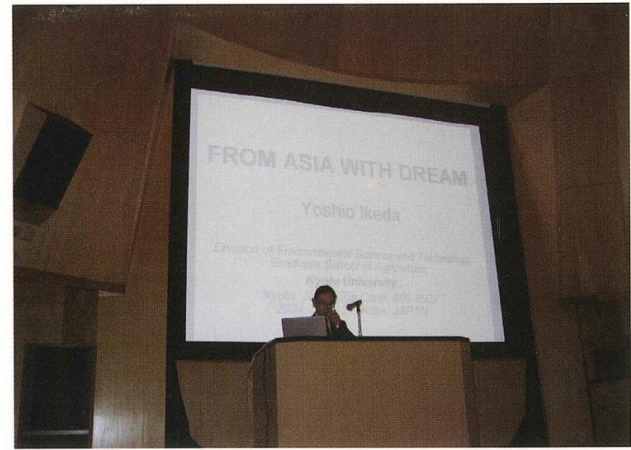 FROM ASIA WITH DREAM
Yoshio Ikeda
Division of Environmental Science and Technology
Graduate School of Agriculture
Kyoto University
Kyoto
JAPAN